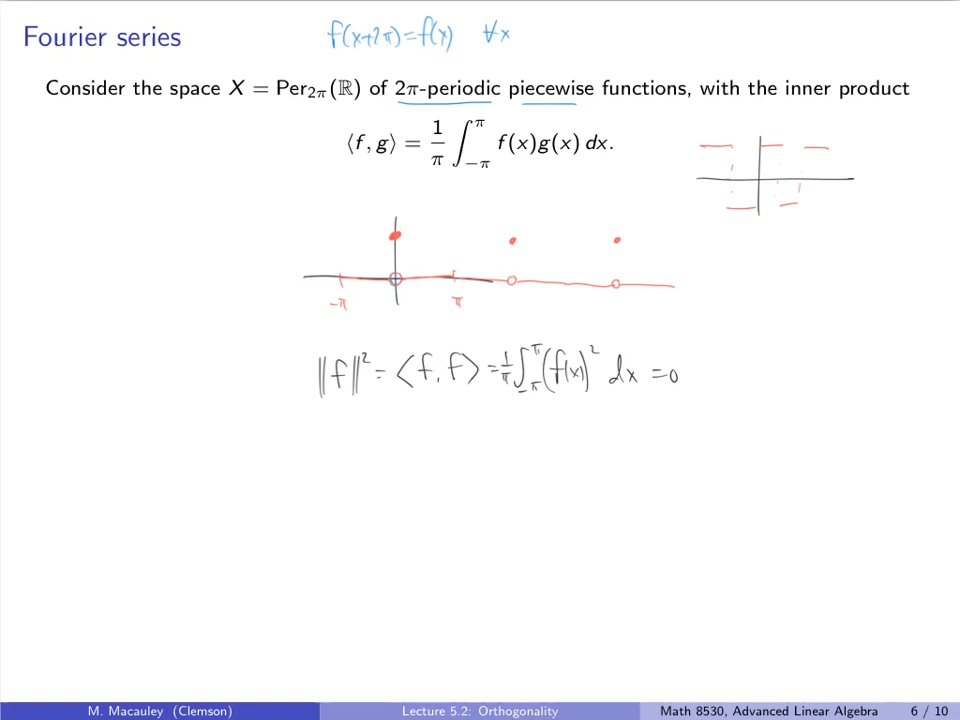 Fourier series
f(x+2π)=f(x) ∀x
Consider the space X = Per₂π(ℝ) of 2π-periodic piecewise functions, with the inner product
⟨f, g⟩ = 1/π ∫_{−π}^{π} f(x)g(x) dx.
−π π
‖f‖² = ⟨f, f⟩ = 1/π ∫_{−π}^{π} (f(x))² dx = 0
M. Macauley (Clemson) Lecture 5.2: Orthogonality Math 8530, Advanced Linear Algebra 6 / 10